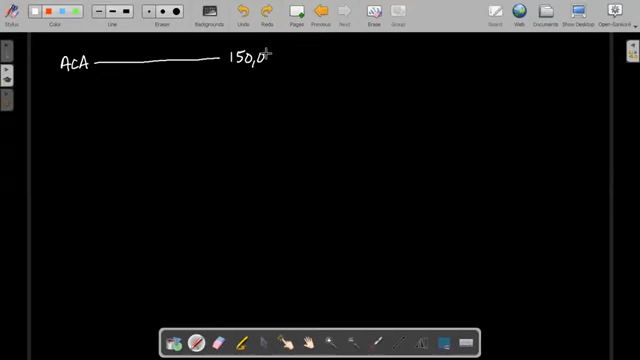 Stylus Color Line Eraser Backgrounds Undo Redo Pages Previous Next Erase Group Board Web Documents Show Desktop Open-Sankoré
ACA 150,0